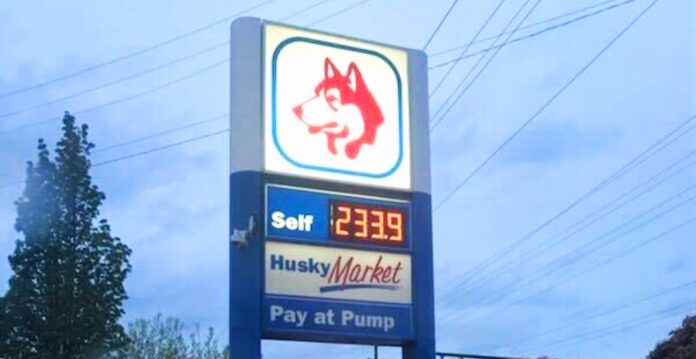 Self 233.9
Husky Market
Pay at Pump